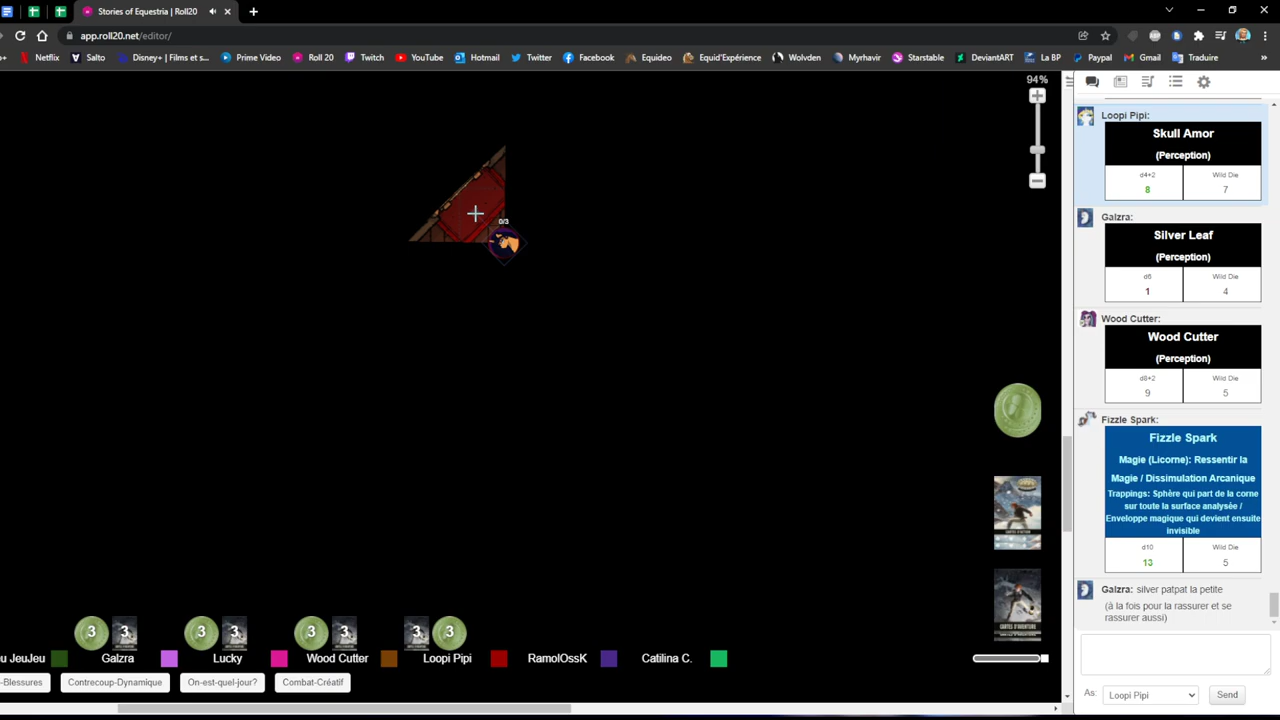 Stories of Equestria | Roll20
app.roll20.net/editor/
Netflix Salto Disney+ | Films et s... Prime Video Roll 20 Twitch YouTube Hotmail Twitter Facebook Equideo Equid'Expérience Wolvden Myrhavir Starstable DeviantART La BP Paypal Gmail Traduire »
94%
0/3
Loopi Pipi:
Skull Amor
(Perception)
d4+2 Wild Die
8 7
Galzra:
Silver Leaf
(Perception)
d6 Wild Die
1 4
Wood Cutter:
Wood Cutter
(Perception)
d8+2 Wild Die
9 5
Fizzle Spark:
Fizzle Spark
Magie (Licorne): Ressentir la
Magie / Dissimulation Arcanique
Trappings: Sphère qui part de la corne
sur toute la surface analysée /
Enveloppe magique qui devient ensuite
invisible
d10 Wild Die
13 5
Galzra: silver patpat la petite
(à la fois pour la rassurer et se
rassurer aussi)
3 3 3 3 3 3 3 3
u JeuJeu Galzra Lucky Wood Cutter Loopi Pipi RamolOssK Catilina C.
-Blessures Contrecoup-Dynamique On-est-quel-jour? Combat-Créatif
As: Loopi Pipi Send